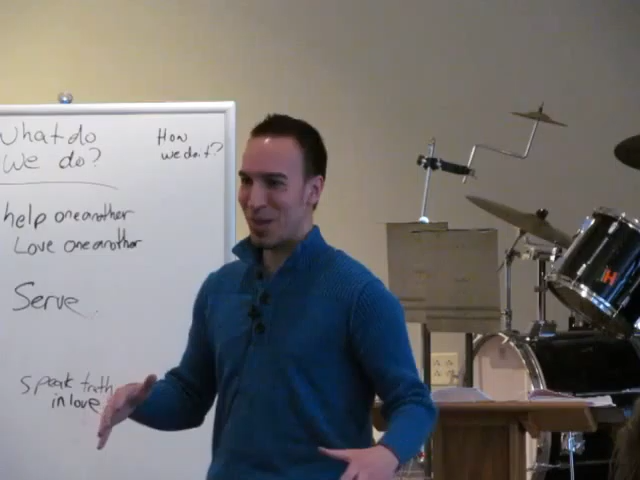 What do
we do?
How
we do it?
help one another
Love one another
Serve
speak truth
in love
H